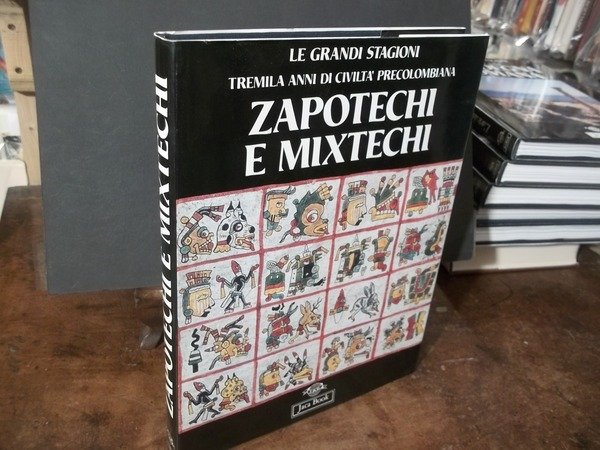 LE GRANDI STAGIONI
TREMILA ANNI DI CIVILTA' PRECOLOMBIANA
ZAPOTECHI
E MIXTECHI
Jaca Book
ZAPOTECHI E MIXTECHI